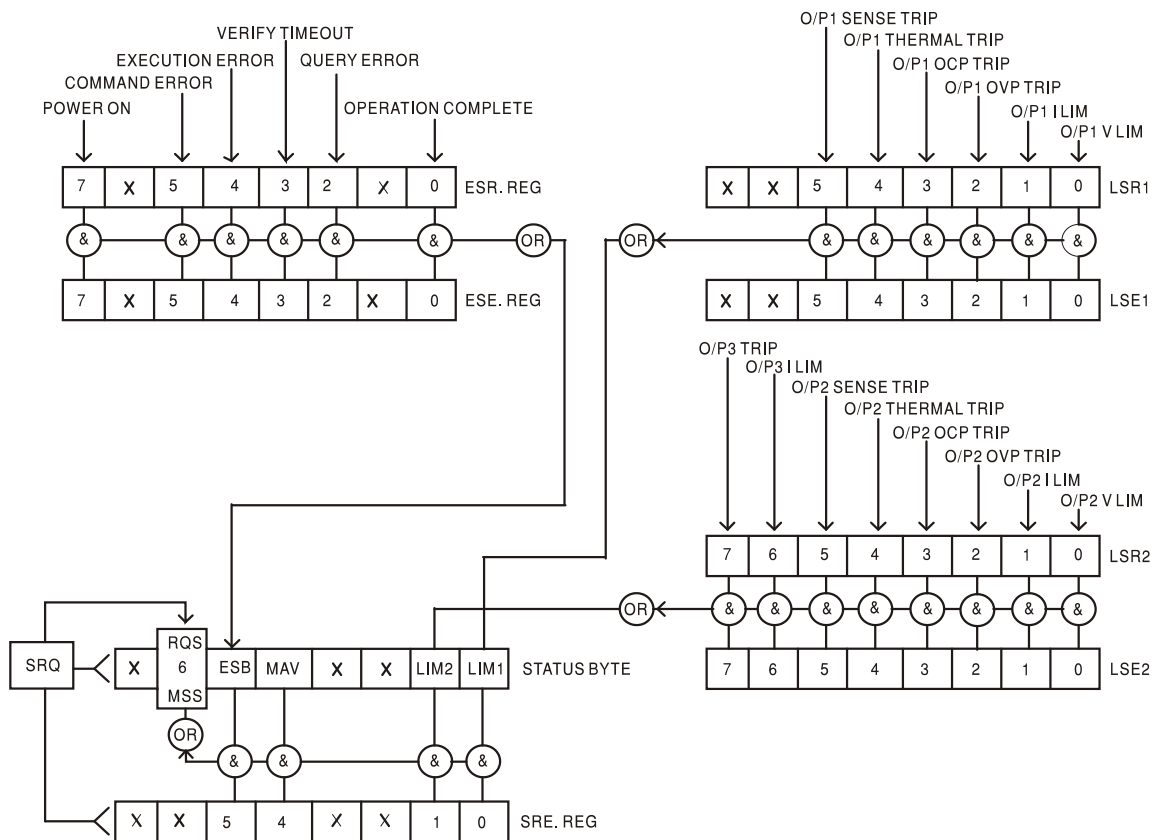 VERIFY TIMEOUT
EXECUTION ERROR
QUERY ERROR
COMMAND ERROR
POWER ON
OPERATION COMPLETE
7 X 5 4 3 2 X 0 ESR. REG
& & & & & & OR
7 X 5 4 3 2 X 0 ESE. REG
O/P1 SENSE TRIP
O/P1 THERMAL TRIP
O/P1 OCP TRIP
O/P1 OVP TRIP
O/P1 I LIM
O/P1 V LIM
X X 5 4 3 2 1 0 LSR1
OR & & & & & &
X X 5 4 3 2 1 0 LSE1
O/P3 TRIP
O/P3 I LIM
O/P2 SENSE TRIP
O/P2 THERMAL TRIP
O/P2 OCP TRIP
O/P2 OVP TRIP
O/P2 I LIM
O/P2 V LIM
7 6 5 4 3 2 1 0 LSR2
OR & & & & & & & &
7 6 5 4 3 2 1 0 LSE2
SRQ
RQS
X 6 ESB MAV X X LIM2 LIM1 STATUS BYTE
MSS
OR
& & & &
X X 5 4 X X 1 0 SRE. REG